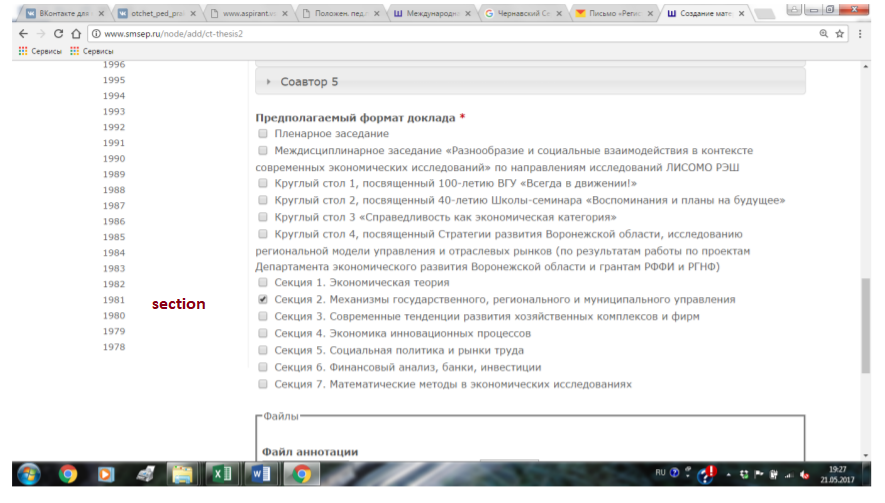 ВКонтакте для
otchet_ped_pra
www.aspirant.vs
Положен. пед.
Международн
Чернавский Се
Письмо «Регис
Создание мате
www.smsep.ru/node/add/ct-thesis2
Сервисы
Сервисы
1996
1995
1994
1993
1992
1991
1990
1989
1988
1987
1986
1985
1984
1983
1982
1981
1980
1979
1978
section
Соавтор 5
Предполагаемый формат доклада *
Пленарное заседание
Междисциплинарное заседание «Разнообразие и социальные взаимодействия в контексте
современных экономических исследований» по направлениям исследований ЛИСОМО РЭШ
Круглый стол 1, посвященный 100-летию ВГУ «Всегда в движении!»
Круглый стол 2, посвященный 40-летию Школы-семинара «Воспоминания и планы на будущее»
Круглый стол 3 «Справедливость как экономическая категория»
Круглый стол 4, посвященный Стратегии развития Воронежской области, исследованию
региональной модели управления и отраслевых рынков (по результатам работы по проектам
Департамента экономического развития Воронежской области и грантам РФФИ и РГНФ)
Секция 1. Экономическая теория
Секция 2. Механизмы государственного, регионального и муниципального управления
Секция 3. Современные тенденции развития хозяйственных комплексов и фирм
Секция 4. Экономика инновационных процессов
Секция 5. Социальная политика и рынки труда
Секция 6. Финансовый анализ, банки, инвестиции
Секция 7. Математические методы в экономических исследованиях
Файлы
Файл аннотации
RU
19:27
21.05.2017